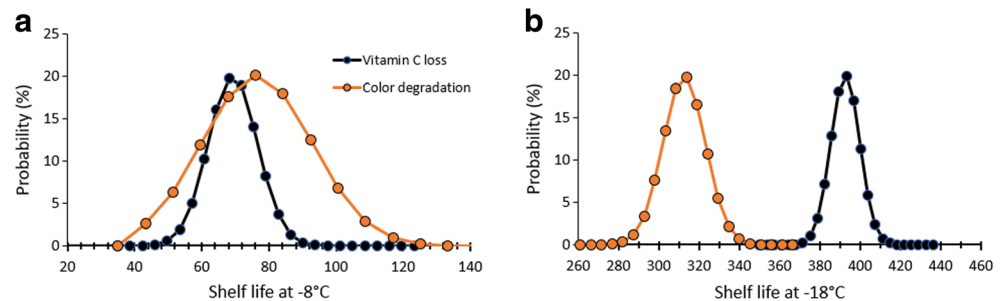 a
25
20
15
10
5
0
Probability (%)
Vitamin C loss
Color degradation
20 40 60 80 100 120 140
Shelf life at -8°C
b
25
20
15
10
5
0
Probability (%)
260 280 300 320 340 360 380 400 420 440 460
Shelf life at -18°C